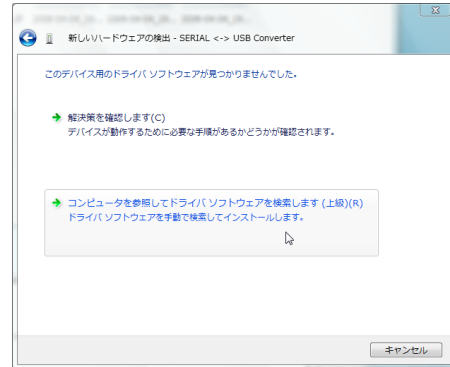 新しいハードウェアの検出 - SERIAL <-> USB Converter
このデバイス用のドライバ ソフトウェアが見つかりませんでした。
解決策を確認します(C)
デバイスが動作するために必要な手順があるかどうかが確認されます。
コンピュータを参照してドライバ ソフトウェアを検索します (上級)(R)
ドライバ ソフトウェアを手動で検索してインストールします。
キャンセル